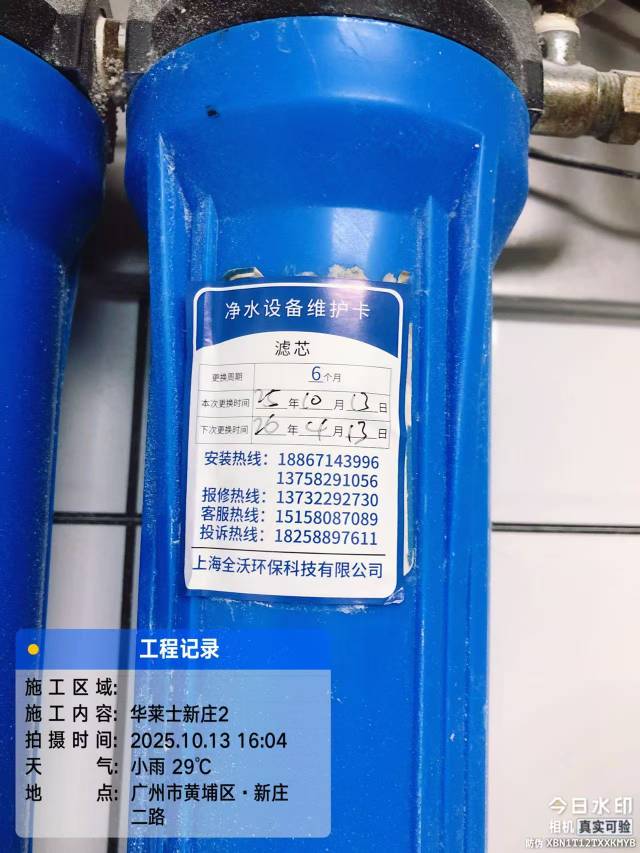 净水设备维护卡
滤芯
更换周期 6个月
本次更换时间 25年10月13日
下次更换时间 26年4月13日
安装热线：18867143996
13758291056
报修热线：13732292730
客服热线：15158087089
投诉热线：18258897611
上海全沃环保科技有限公司
工程记录
施工区域:
施工内容: 华莱士新庄2
拍摄时间: 2025.10.13 16:04
天气: 小雨 29℃
地点: 广州市黄埔区·新庄
二路
今日水印
相机 真实可验
防伪 XBN1T12TXXKMYB